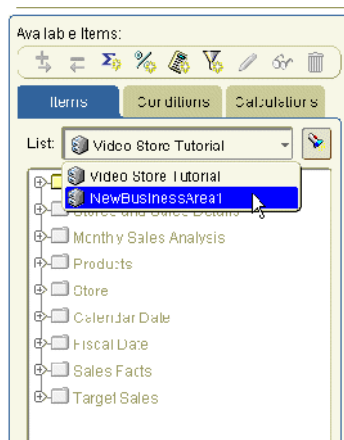 Available Items:
Items
Conditions
Calculations
List:
Video Store Tutorial
Video Store Tutorial
NewBusinessArea1
Stores and Sales Details
Monthly Sales Analysis
Products
Store
Calendar Date
Fiscal Date
Sales Facts
Target Sales